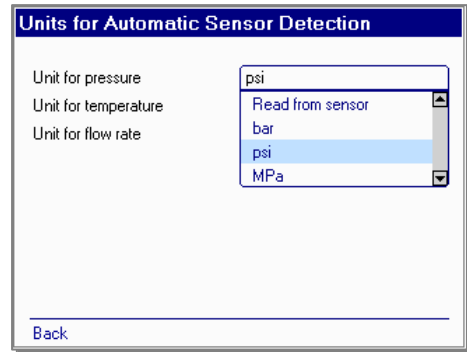 Units for Automatic Sensor Detection
Unit for pressure
psi
Unit for temperature
Read from sensor
Unit for flow rate
bar
psi
MPa
Back